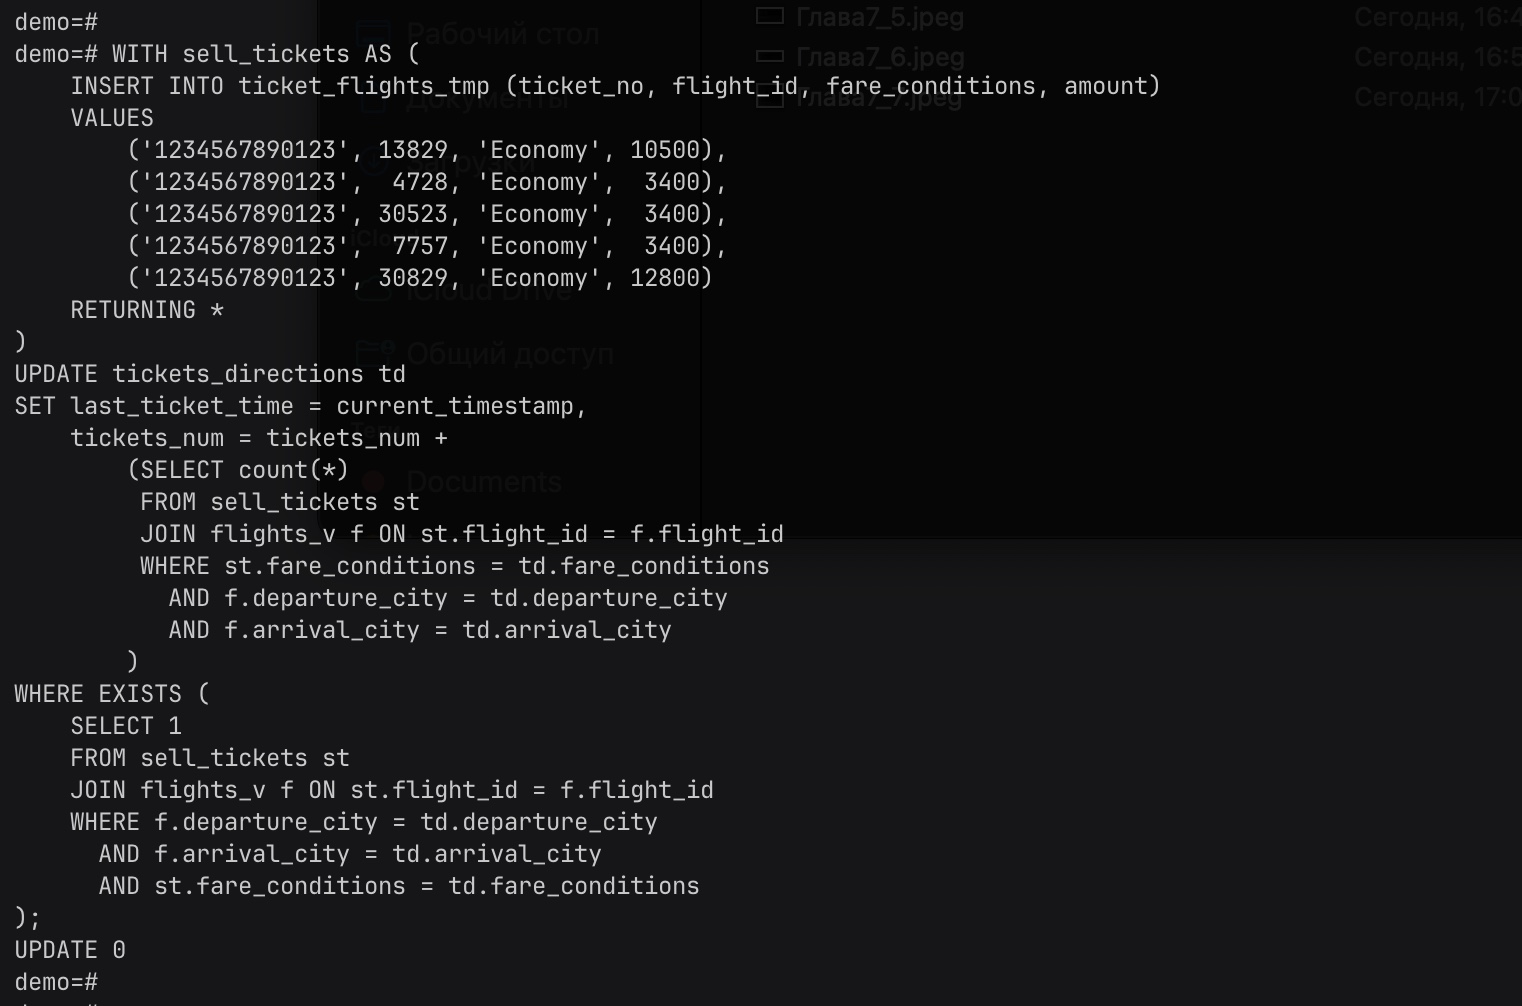 demo=#
demo=# WITH sell_tickets AS (
    INSERT INTO ticket_flights_tmp (ticket_no, flight_id, fare_conditions, amount)
    VALUES
        ('1234567890123', 13829, 'Economy', 10500),
        ('1234567890123',  4728, 'Economy',  3400),
        ('1234567890123', 30523, 'Economy',  3400),
        ('1234567890123',  7757, 'Economy',  3400),
        ('1234567890123', 30829, 'Economy', 12800)
    RETURNING *
)
UPDATE tickets_directions td
SET last_ticket_time = current_timestamp,
    tickets_num = tickets_num +
        (SELECT count(*)
         FROM sell_tickets st
         JOIN flights_v f ON st.flight_id = f.flight_id
         WHERE st.fare_conditions = td.fare_conditions
           AND f.departure_city = td.departure_city
           AND f.arrival_city = td.arrival_city
        )
WHERE EXISTS (
    SELECT 1
    FROM sell_tickets st
    JOIN flights_v f ON st.flight_id = f.flight_id
    WHERE f.departure_city = td.departure_city
      AND f.arrival_city = td.arrival_city
      AND st.fare_conditions = td.fare_conditions
);
UPDATE 0
demo=#
Рабочий стол
Документы
Загрузки
iCloud Drive
Общий доступ
Теги
Documents
Глава7_5.jpeg
Глава7_6.jpeg
Глава7_7.jpeg
Сегодня, 16:4
Сегодня, 16:5
Сегодня, 17:0